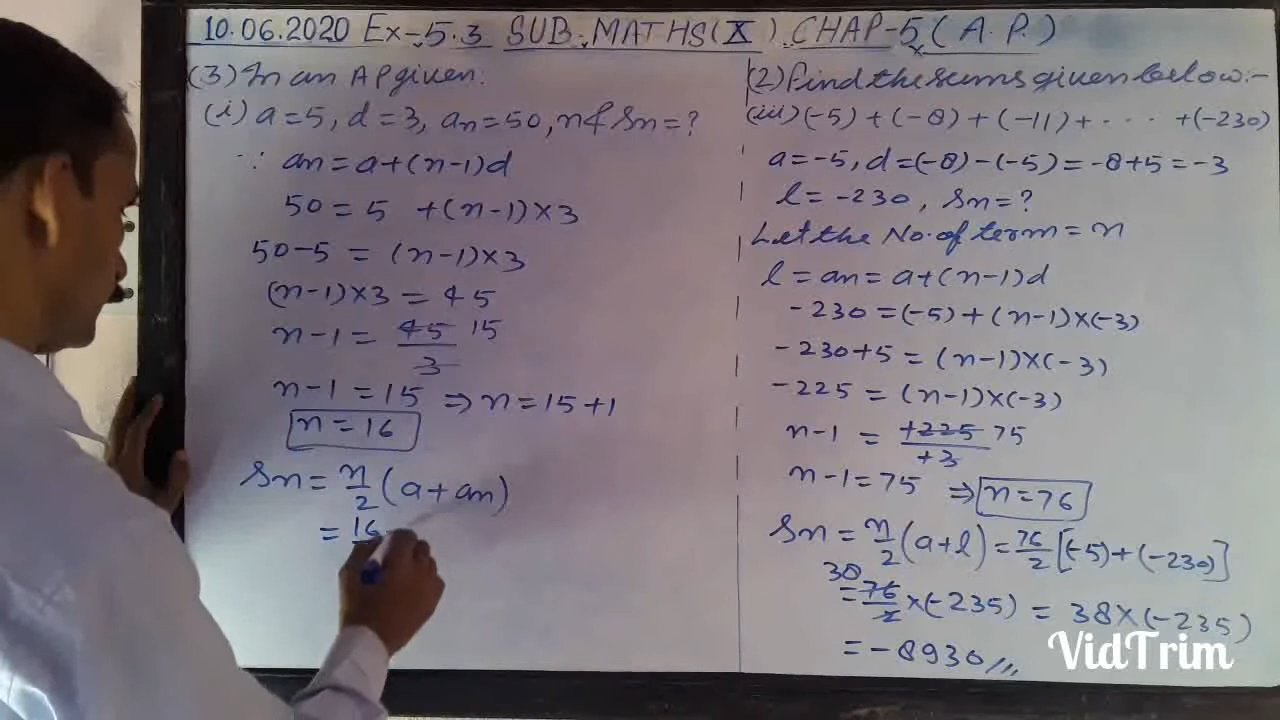 10.06.2020 Ex-5.3 SUB-MATHS(X) CHAP-5(A.P.)
(3) In an AP given.
(i) a=5, d=3, an=50, n & Sn=?
∵ an=a+(n-1)d
50=5 +(n-1)×3
50-5 = (n-1)×3
(n-1)×3 = 45
n-1 = 45/3 15
n-1 = 15 ⇒ n=15+1
n=16
Sn = n/2 (a+an)
= 16
(2) Find the sums given below:-
(iii) (-5)+(-8)+(-11)+.... +(-230)
a=-5, d=(-8)-(-5)=-8+5=-3
l=-230, Sn=?
Let the No. of term = n
l=an=a+(n-1)d
-230=(-5)+(n-1)×(-3)
-230+5=(n-1)×(-3)
-225=(n-1)×(-3)
n-1 = +225/+3 75
n-1=75 ⇒ n=76
Sn = n/2 (a+l) = 76/2 [(-5)+(-230)]
38
= 76/2 ×(-235) = 38×(-235)
= -8930//,
VidTrim